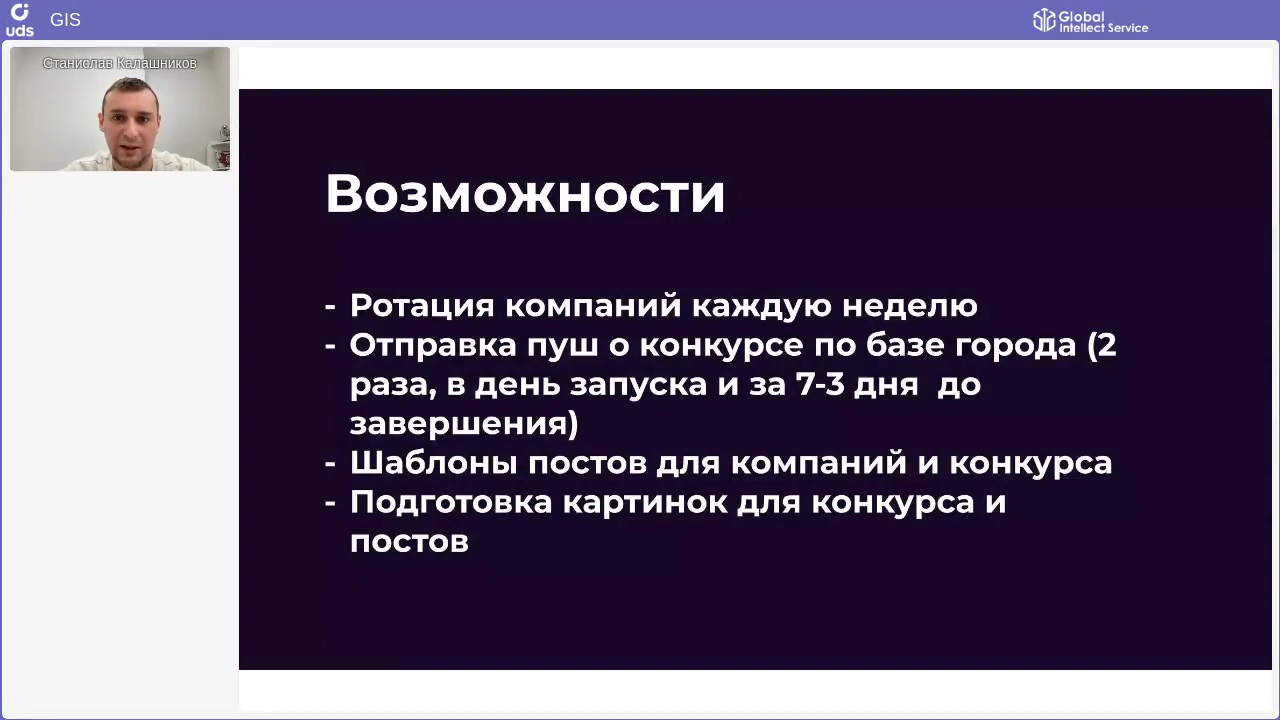 uds
GIS
Global
Intellect Service
Станислав Калашников
Возможности
- Ротация компаний каждую неделю
- Отправка пуш о конкурсе по базе города (2
раза, в день запуска и за 7-3 дня до
завершения)
- Шаблоны постов для компаний и конкурса
- Подготовка картинок для конкурса и
постов